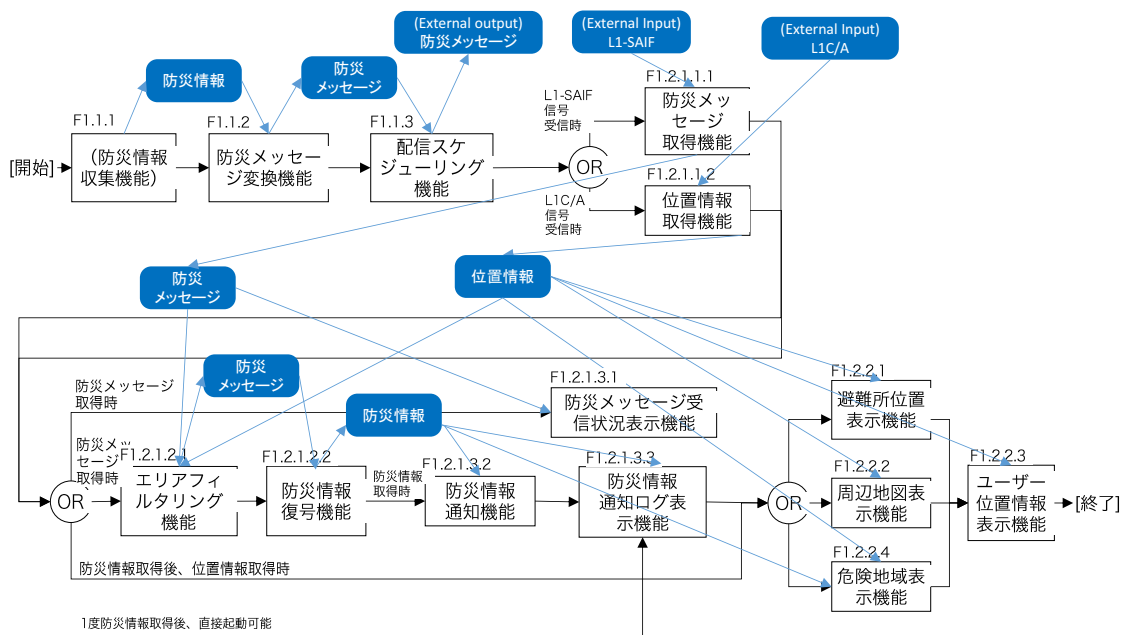 (External output)
防災メッセージ
(External Input)
L1-SAIF
(External Input)
L1C/A
防災情報
防災
メッセージ
F1.1.1
（防災情報
収集機能）
F1.1.2
防災メッセー
ジ変換機能
F1.1.3
配信スケ
ジューリング
機能
[開始]
OR
L1-SAIF
信号
受信時
L1C/A
信号
受信時
F1.2.1.1.1
防災メッ
セージ
取得機能
F1.2.1.1.2
位置情報
取得機能
防災
メッセージ
位置情報
防災
メッセージ
防災メッセージ
取得時
防災情報
F1.2.1.3.1
防災メッセージ受
信状況表示機能
F1.2.2.1
避難所位置
表示機能
防災メッ
セージ
取得時
OR
F1.2.1.2.1
エリアフィ
ルタリング
機能
F1.2.1.2.2
防災情報
復号機能
防災情報
取得時
F1.2.1.3.2
防災情報
通知機能
F1.2.1.3.3
防災情報
通知ログ表
示機能
OR
F1.2.2.2
周辺地図表
示機能
F1.2.2.3
ユーザー
位置情報
表示機能
[終了]
F1.2.2.4
危険地域表
示機能
防災情報取得後、位置情報取得時
1度防災情報取得後、直接起動可能